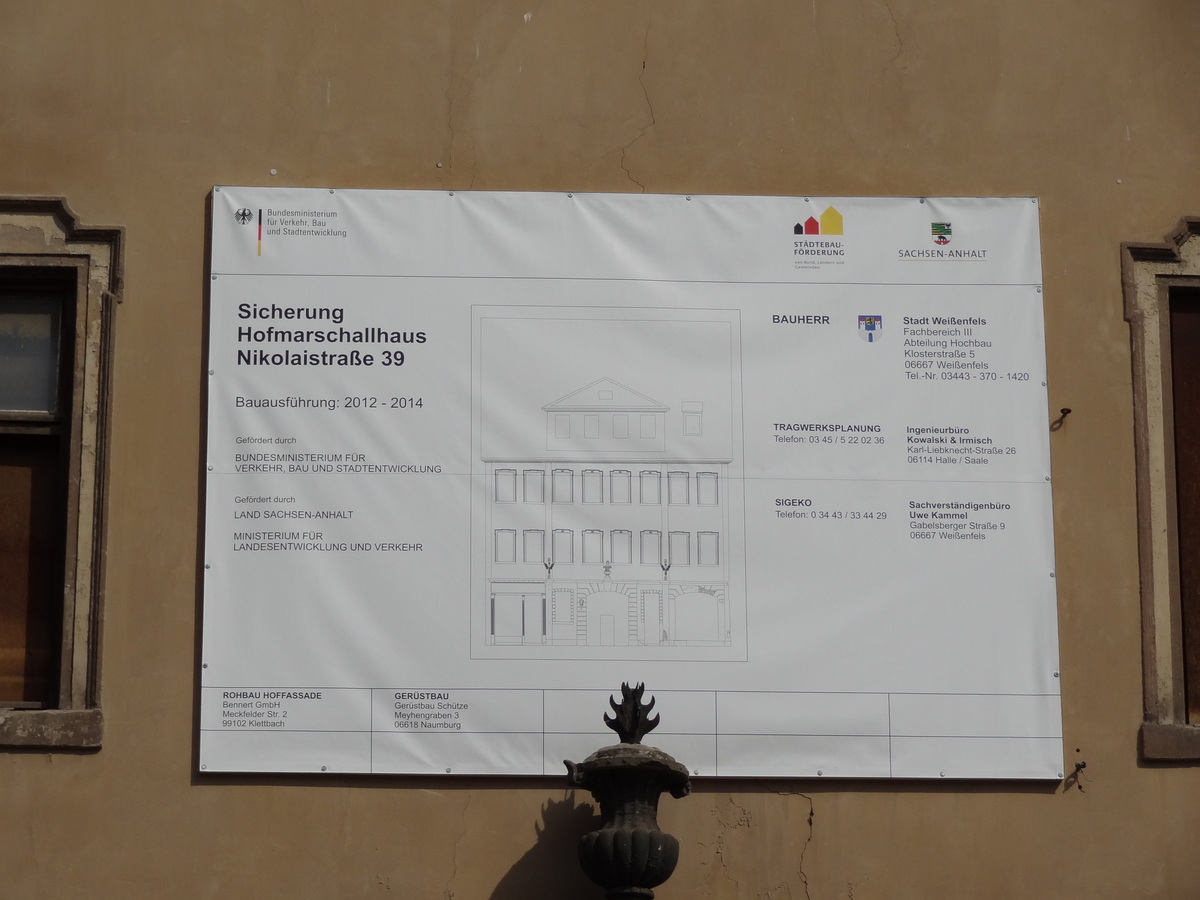 Bundesministerium
für Verkehr, Bau
und Stadtentwicklung
STÄDTEBAU-
FÖRDERUNG
von Bund, Ländern und
Gemeinden
SACHSEN-ANHALT
Sicherung
Hofmarschallhaus
Nikolaistraße 39
Bauausführung: 2012 - 2014
Gefördert durch
BUNDESMINISTERIUM FÜR
VERKEHR, BAU UND STADTENTWICKLUNG
Gefördert durch
LAND SACHSEN-ANHALT
MINISTERIUM FÜR
LANDESENTWICKLUNG UND VERKEHR
BAUHERR
Stadt Weißenfels
Fachbereich III
Abteilung Hochbau
Klosterstraße 5
06667 Weißenfels
Tel.-Nr. 03443 - 370 - 1420
TRAGWERKSPLANUNG
Telefon: 03 45 / 5 22 02 36
Ingenieurbüro
Kowalski & Irmisch
Karl-Liebknecht-Straße 26
06114 Halle / Saale
SIGEKO
Telefon: 0 34 43 / 33 44 29
Sachverständigenbüro
Uwe Kammel
Gabelsberger Straße 9
06667 Weißenfels
ROHBAU HOFFASSADE
Bennert GmbH
Meckfelder Str. 2
99102 Klettbach
GERÜSTBAU
Gerüstbau Schütze
Meyhengraben 3
06618 Naumburg